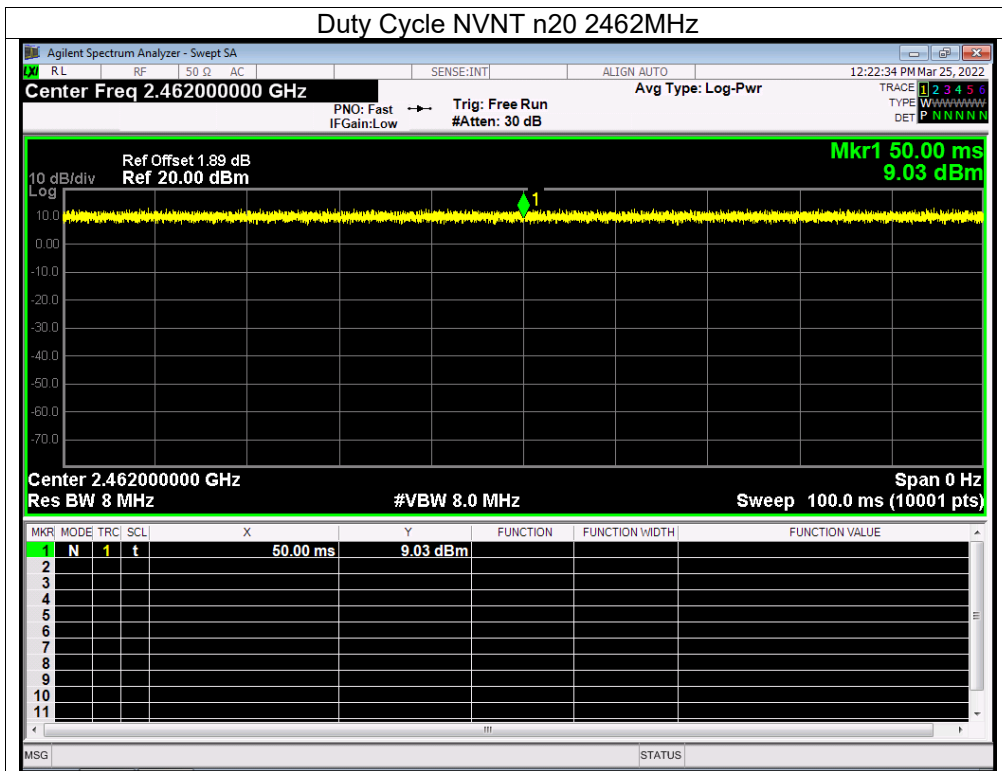 Duty Cycle NVNT n20 2462MHz
Agilent Spectrum Analyzer - Swept SA
LXI RL RF 50 Ω AC SENSE:INT ALIGN AUTO 12:22:34 PM Mar 25, 2022
Center Freq 2.462000000 GHz Avg Type: Log-Pwr TRACE 1 2 3 4 5 6
PNO: Fast Trig: Free Run TYPE WWWWWW
IFGain:Low #Atten: 30 dB DET P N N N N N
Mkr1 50.00 ms
9.03 dBm
Ref Offset 1.89 dB
10 dB/div Ref 20.00 dBm
Log
1
10.0
0.00
-10.0
-20.0
-30.0
-40.0
-50.0
-60.0
-70.0
Center 2.462000000 GHz Span 0 Hz
Res BW 8 MHz #VBW 8.0 MHz Sweep 100.0 ms (10001 pts)
MKR MODE TRC SCL X Y FUNCTION FUNCTION WIDTH FUNCTION VALUE
1 N 1 t 50.00 ms 9.03 dBm
2
3
4
5
6
7
8
9
10
11
MSG STATUS